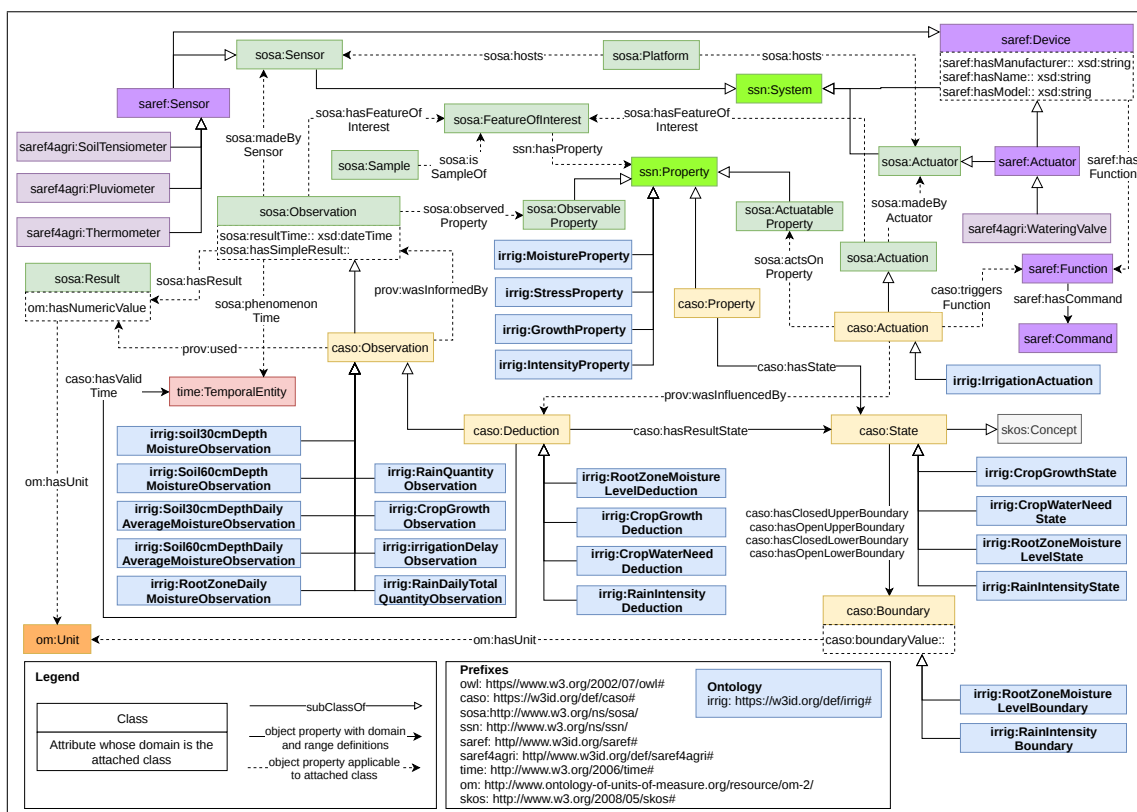 saref:Device
saref:hasManufacturer:: xsd:string
saref:hasName:: xsd:string
saref:hasModel:: xsd:string
sosa:Sensor
sosa:hosts
sosa:Platform
sosa:hosts
ssn:System
saref:Sensor
sosa:hasFeatureOf
Interest
sosa:FeatureOfInterest
sosa:hasFeatureOf
Interest
sosa:madeBy
Sensor
saref4agri:SoilTensiometer
sosa:Sample
sosa:is
SampleOf
ssn:hasProperty
ssn:Property
sosa:Actuator
saref:Actuator
saref:has
Function
saref4agri:Pluviometer
saref4agri:Thermometer
sosa:Observation
sosa:resultTime:: xsd:dateTime
sosa:hasSimpleResult::
sosa:observed
Property
sosa:Observable
Property
sosa:Actuatable
Property
sosa:madeBy
Actuator
saref4agri:WateringValve
sosa:Result
om:hasNumericValue
sosa:hasResult
sosa:phenomenon
Time
prov:wasInformedBy
irrig:MoistureProperty
irrig:StressProperty
irrig:GrowthProperty
irrig:IntensityProperty
sosa:actsOn
Property
sosa:Actuation
saref:Function
caso:triggers
Function
saref:hasCommand
saref:Command
caso:Property
caso:Actuation
prov:used
caso:Observation
caso:hasValid
Time
time:TemporalEntity
caso:hasState
irrig:IrrigationActuation
prov:wasInfluencedBy
caso:Deduction
caso:hasResultState
caso:State
skos:Concept
irrig:soil30cmDepth
MoistureObservation
irrig:Soil60cmDepth
MoistureObservation
irrig:Soil30cmDepthDaily
AverageMoistureObservation
irrig:Soil60cmDepthDaily
AverageMoistureObservation
irrig:RootZoneDaily
MoistureObservation
irrig:RainQuantity
Observation
irrig:CropGrowth
Observation
irrig:irrigationDelay
Observation
irrig:RainDailyTotal
QuantityObservation
irrig:RootZoneMoisture
LevelDeduction
irrig:CropGrowth
Deduction
irrig:CropWaterNeed
Deduction
irrig:RainIntensity
Deduction
caso:hasClosedUpperBoundary
caso:hasOpenUpperBoundary
caso:hasClosedLowerBoundary
caso:hasOpenLowerBoundary
irrig:CropGrowthState
irrig:CropWaterNeed
State
irrig:RootZoneMoisture
LevelState
irrig:RainIntensityState
om:hasUnit
om:Unit
om:hasUnit
caso:Boundary
caso:boundaryValue::
irrig:RootZoneMoisture
LevelBoundary
irrig:RainIntensity
Boundary
Legend
Class
Attribute whose domain is the
attached class
subClassOf
object property with domain
and range definitions
object property applicable
to attached class
Prefixes
owl: https//www.w3.org/2002/07/owl#
caso: https://w3id.org/def/caso#
sosa:http://www.w3.org/ns/sosa/
ssn: http://www.w3.org/ns/ssn/
saref: http//www.w3id.org/saref#
saref4agri: http//www.w3id.org/def/saref4agri#
time: http://www.w3.org/2006/time#
om: http://www.ontology-of-units-of-measure.org/resource/om-2/
skos: http://www.w3.org/2008/05/skos#
Ontology
irrig: https://w3id.org/def/irrig#